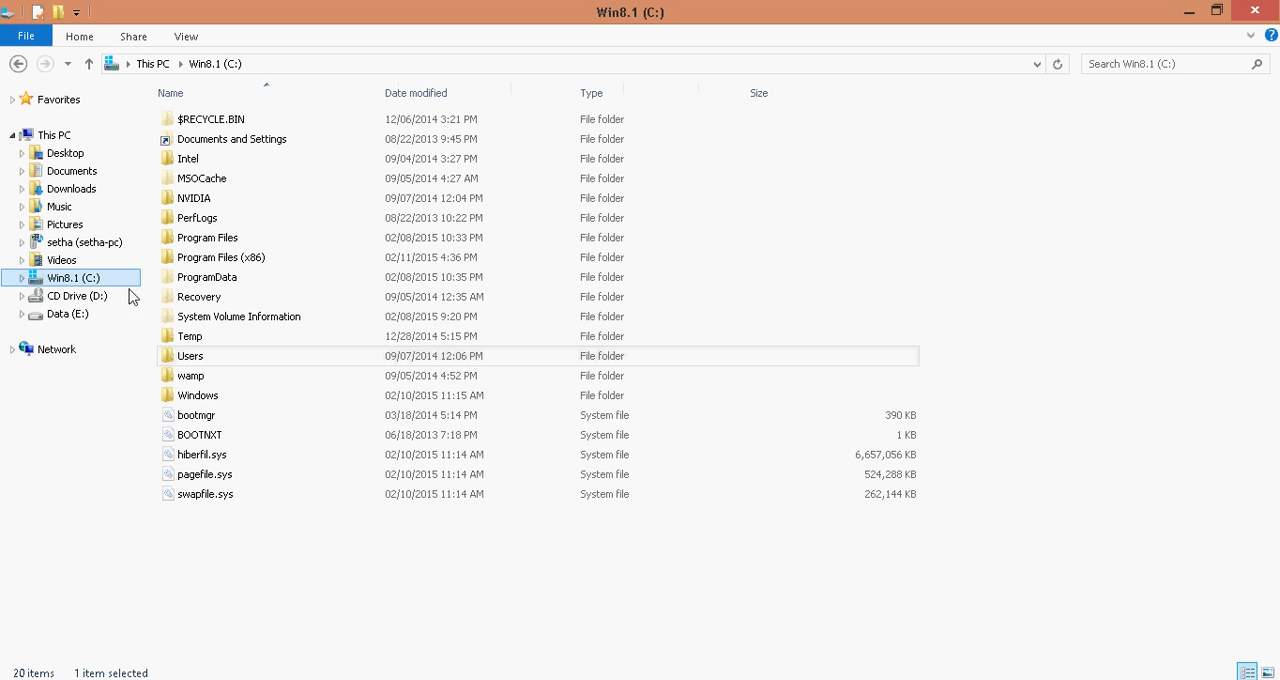 Win8.1 (C:)
File Home Share View
This PC Win8.1 (C:) Search Win8.1 (C:)
Name Date modified Type Size
Favorites
This PC
Desktop
Documents
Downloads
Music
Pictures
setha (setha-pc)
Videos
Win8.1 (C:)
CD Drive (D:)
Data (E:)
Network
$RECYCLE.BIN 12/06/2014 3:21 PM File folder
Documents and Settings 08/22/2013 9:45 PM File folder
Intel 09/04/2014 3:27 PM File folder
MSOCache 09/05/2014 4:27 AM File folder
NVIDIA 09/07/2014 12:04 PM File folder
PerfLogs 08/22/2013 10:22 PM File folder
Program Files 02/08/2015 10:33 PM File folder
Program Files (x86) 02/11/2015 4:36 PM File folder
ProgramData 02/08/2015 10:35 PM File folder
Recovery 09/05/2014 12:35 AM File folder
System Volume Information 02/08/2015 9:20 PM File folder
Temp 12/28/2014 5:15 PM File folder
Users 09/07/2014 12:06 PM File folder
wamp 09/05/2014 4:52 PM File folder
Windows 02/10/2015 11:15 AM File folder
bootmgr 03/18/2014 5:14 PM System file 390 KB
BOOTNXT 06/18/2013 7:18 PM System file 1 KB
hiberfil.sys 02/10/2015 11:14 AM System file 6,657,056 KB
pagefile.sys 02/10/2015 11:14 AM System file 524,288 KB
swapfile.sys 02/10/2015 11:14 AM System file 262,144 KB
20 items 1 item selected